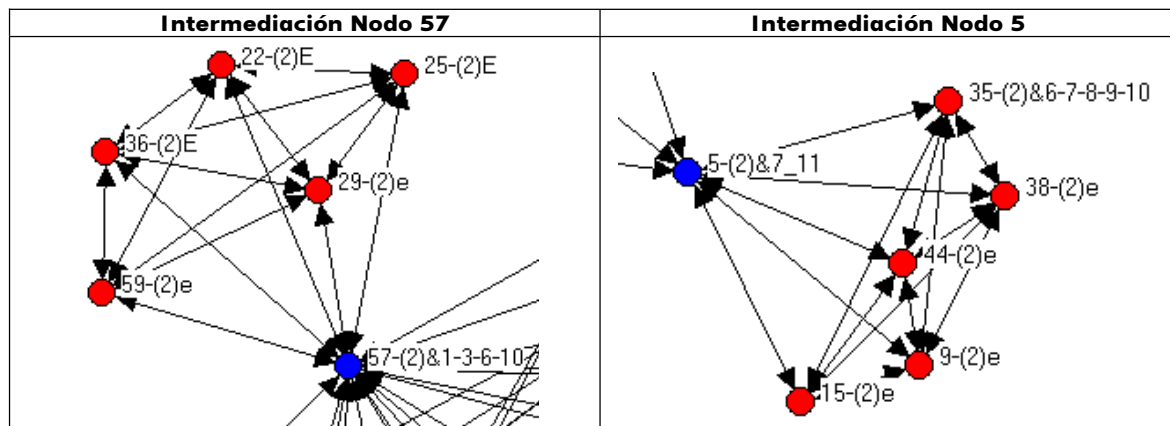 Intermediación Nodo 57
Intermediación Nodo 5
22-(2)E
25-(2)E
36-(2)E
29-(2)e
59-(2)e
57-(2)&1-3-6-10-
35-(2)&6-7-8-9-10
5-(2)&7_11
38-(2)e
44-(2)e
9-(2)e
15-(2)e